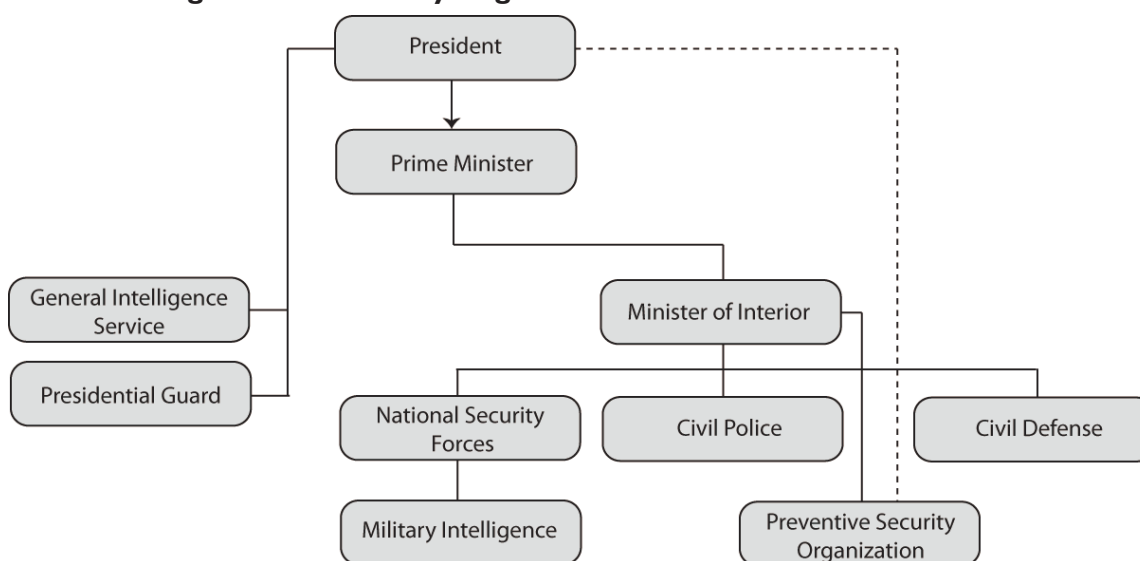 President
Prime Minister
General Intelligence
Service
Minister of Interior
Presidential Guard
National Security
Forces
Civil Police
Civil Defense
Military Intelligence
Preventive Security
Organization